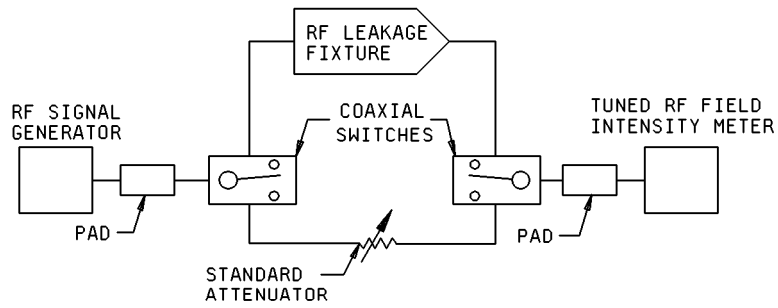 RF LEAKAGE
FIXTURE
RF SIGNAL
GENERATOR
COAXIAL
SWITCHES
TUNED RF FIELD
INTENSITY METER
PAD
PAD
STANDARD
ATTENUATOR